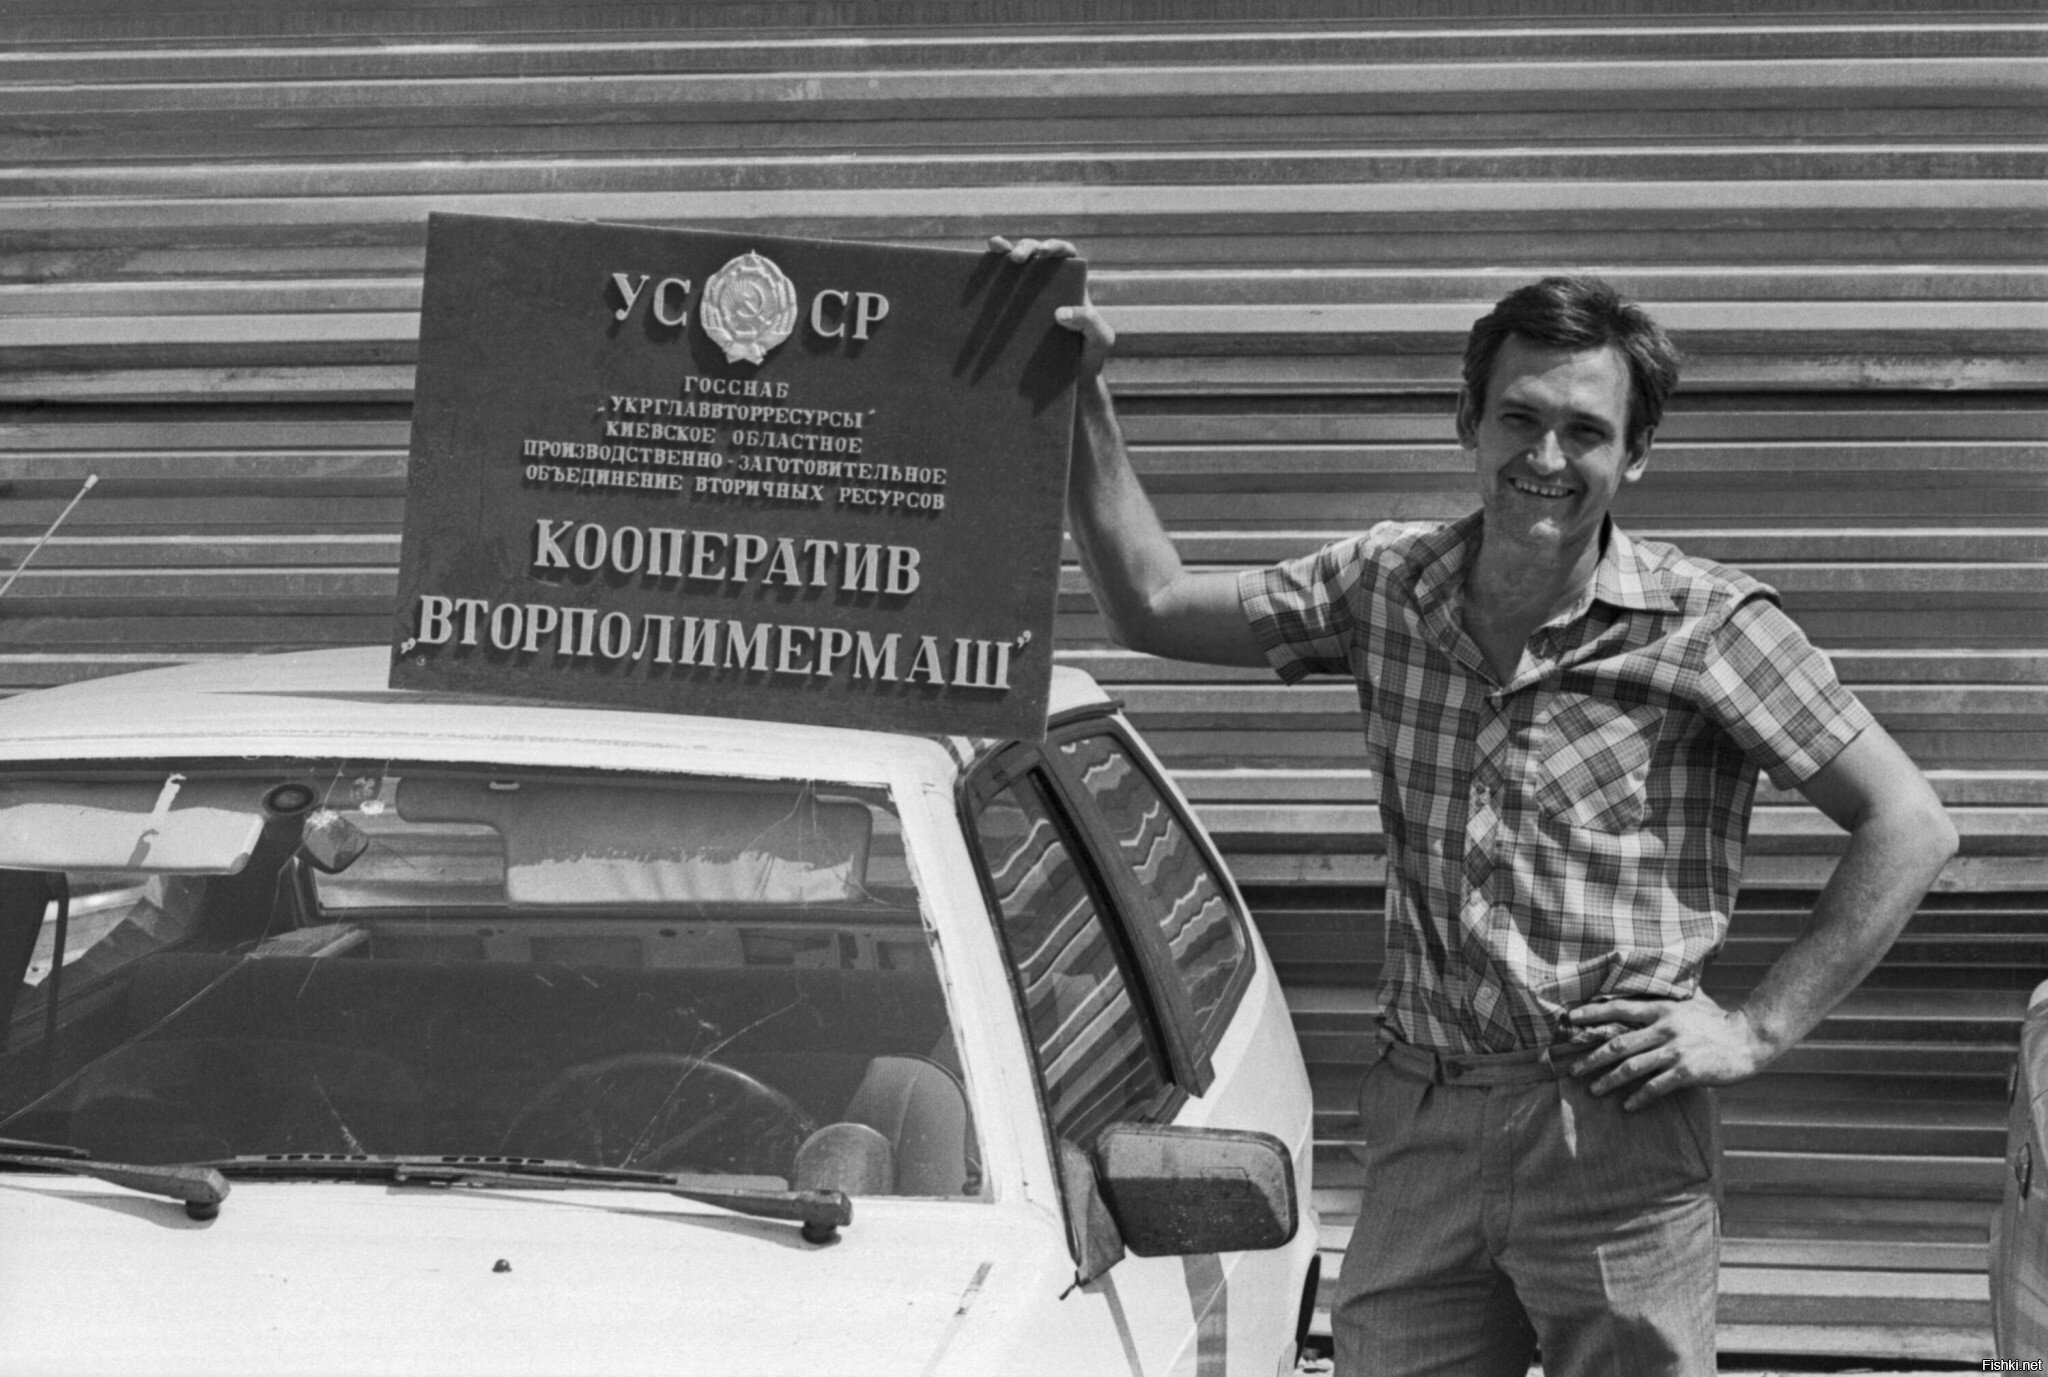 УС СР
ГОССНАБ
„УКРГЛАВВТОРРЕСУРСЫ"
КИЕВСКОЕ ОБЛАСТНОЕ
ПРОИЗВОДСТВЕННО-ЗАГОТОВИТЕЛЬНОЕ
ОБЪЕДИНЕНИЕ ВТОРИЧНЫХ РЕСУРСОВ
КООПЕРАТИВ
„ВТОРПОЛИМЕРМАШ"
Fishki.net